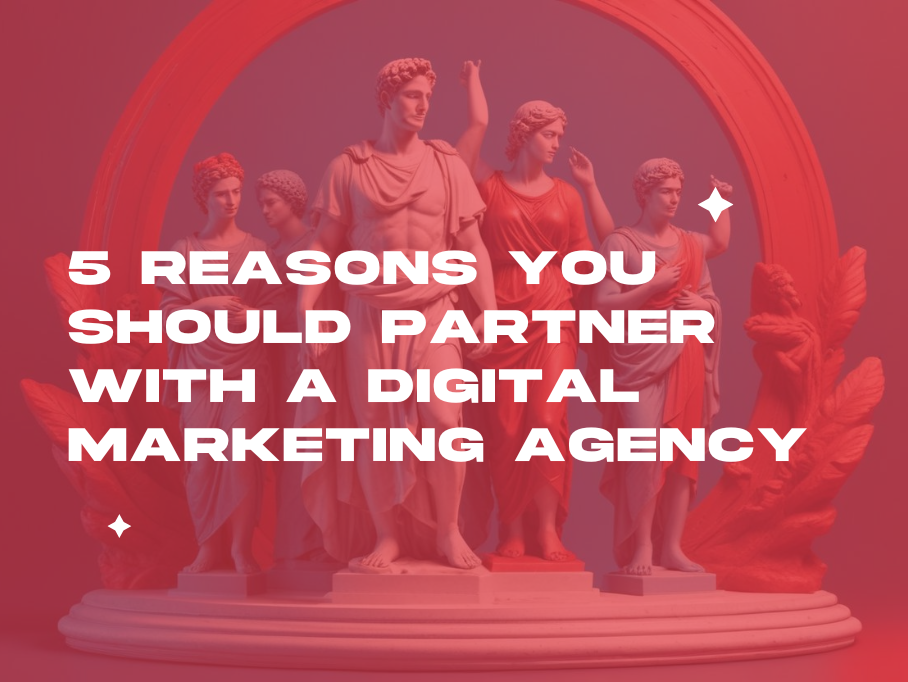 5 REASONS YOU
SHOULD PARTNER
WITH A DIGITAL
MARKETING AGENCY